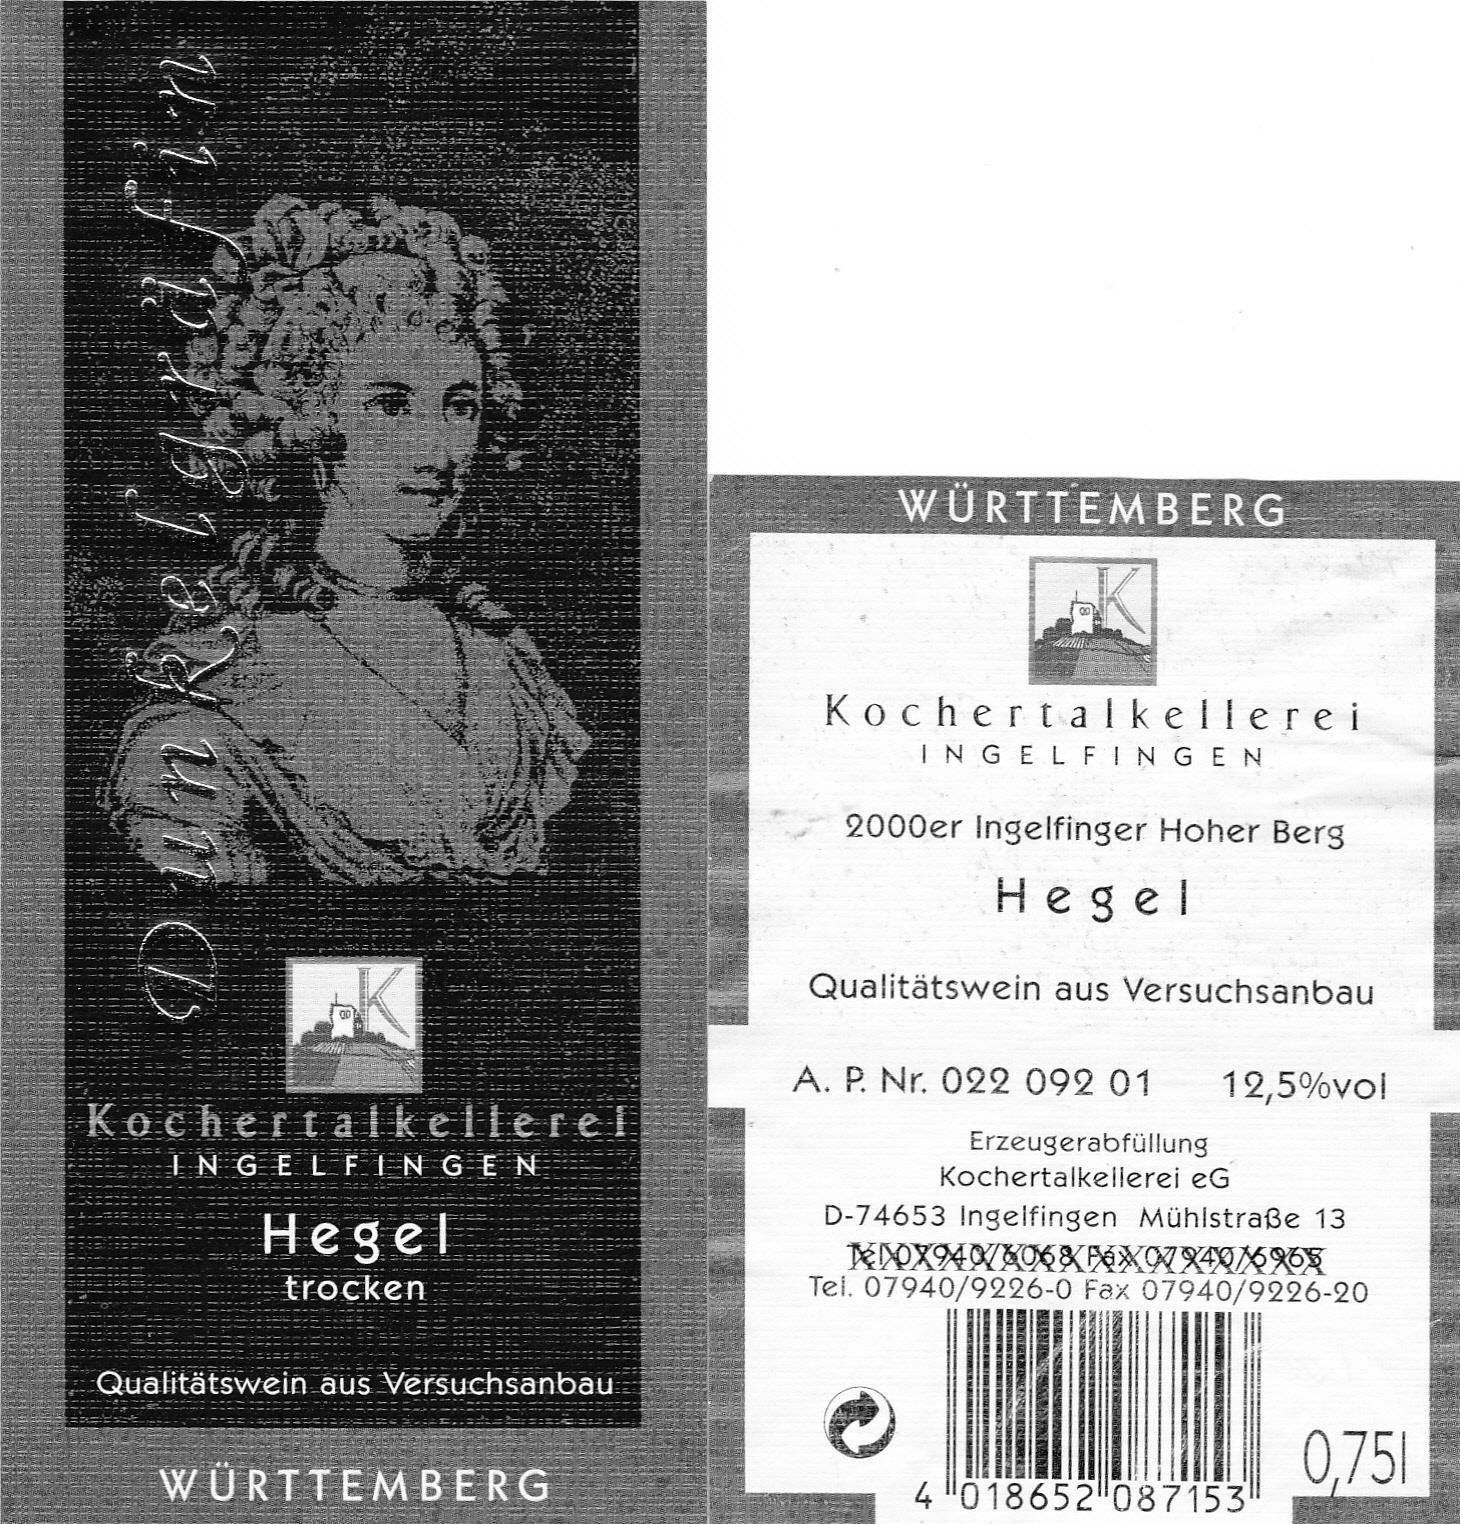 Dunkelgräfin
K
Kochertalkellerei
INGELFINGEN
Hegel
trocken
Qualitätswein aus Versuchsanbau
WÜRTTEMBERG
WÜRTTEMBERG
K
Kochertalkellerei
INGELFINGEN
2000er Ingelfinger Hoher Berg
Hegel
Qualitätswein aus Versuchsanbau
A. P. Nr. 022 092 01 12,5%vol
Erzeugerabfüllung
Kochertalkellerei eG
D-74653 Ingelfingen Mühlstraße 13
Tel. 07940/6068 Fax 07940/6965
Tel. 07940/9226-0 Fax 07940/9226-20
0,75l
4 018652 087153